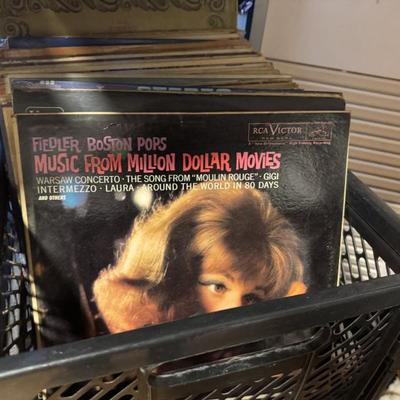 STEREO
RCA VICTOR
FIEDLER BOSTON POPS
MUSIC FROM MILLION DOLLAR MOVIES
WARSAW CONCERTO · THE SONG FROM "MOULIN ROUGE" · GIGI
INTERMEZZO · LAURA · AROUND THE WORLD IN 80 DAYS
AND OTHERS